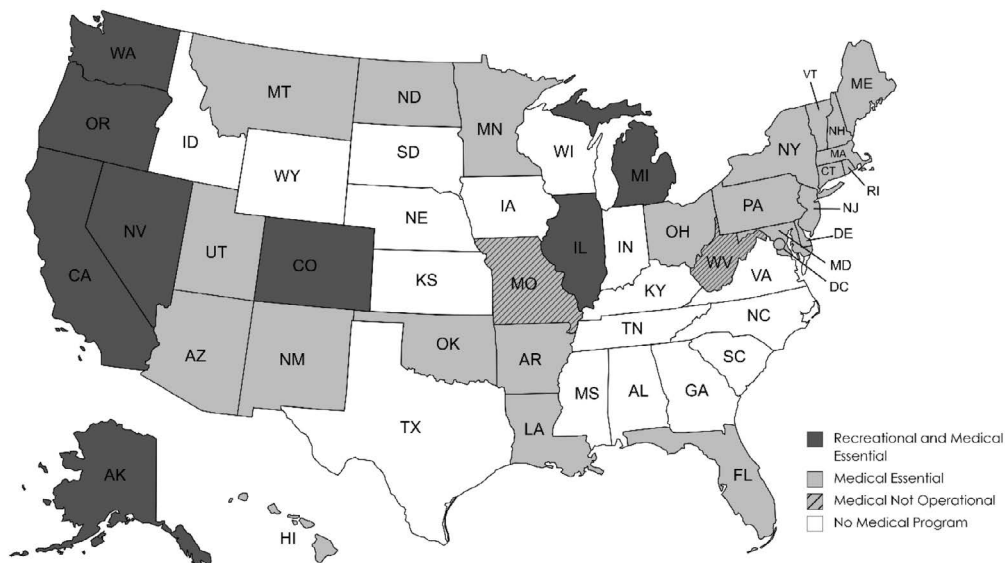 WA
MT
ND
MN
VT
ME
OR
ID
SD
WI
NH
NY
MA
WY
MI
CT
RI
IA
PA
NJ
NE
NV
OH
DE
UT
IL
IN
CO
WV
MD
CA
KS
MO
VA
DC
KY
NC
TN
OK
AZ
NM
AR
SC
MS
AL
GA
TX
LA
Recreational and Medical
Essential
AK
FL
Medical Essential
Medical Not Operational
No Medical Program
HI